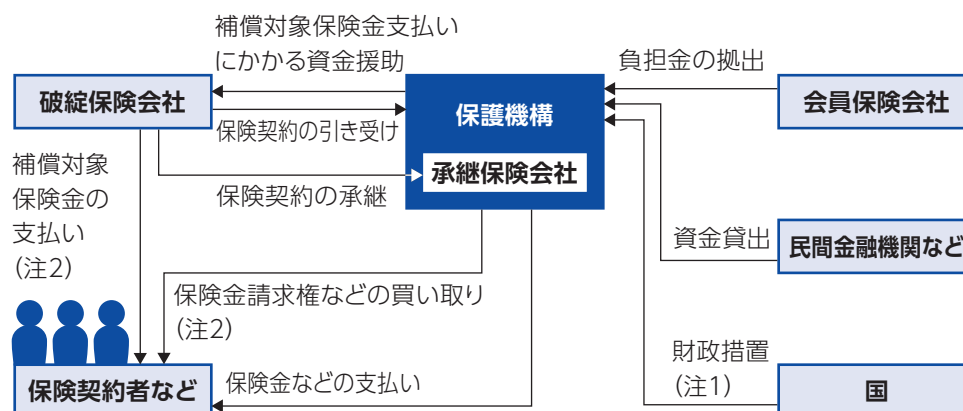 補償対象保険金支払い
にかかる資金援助
負担金の拠出
破綻保険会社
保護機構
会員保険会社
保険契約の引き受け
承継保険会社
補償対象
保険金の
支払い
(注2)
保険契約の承継
資金貸出
民間金融機関など
保険金請求権などの買い取り
(注2)
財政措置
(注1)
保険契約者など
保険金などの支払い
国